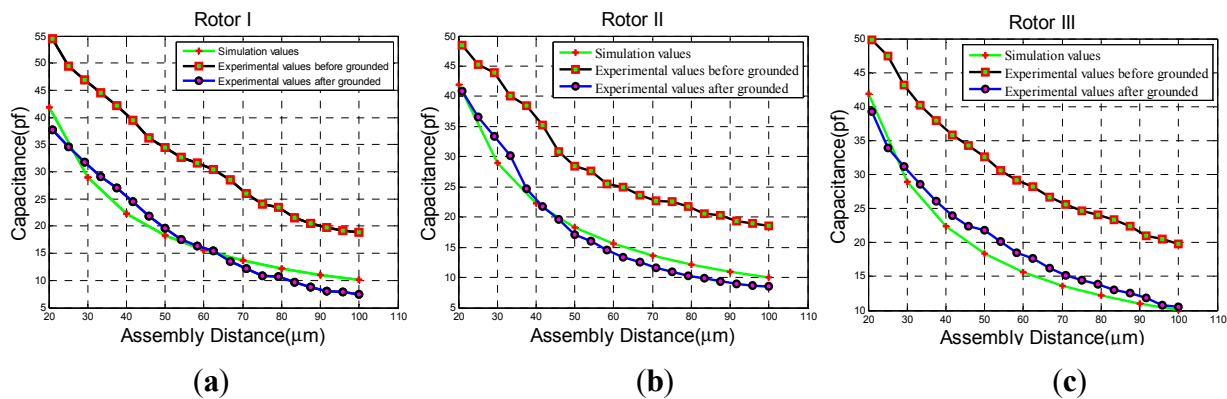 Rotor I
55
50
45
40
35
30
25
20
15
10
5
Capacitance(pf)
Simulation values
Experimental values before grounded
Experimental values after grounded
20 30 40 50 60 70 80 90 100 110
Assembly Distance(μm)
(a)
Rotor II
50
45
40
35
30
25
20
15
10
5
Capacitance(pf)
Simulation values
Experimental values before grounded
Experimental values after grounded
20 30 40 50 60 70 80 90 100 110
Assembly Distance(μm)
(b)
Rotor III
50
45
40
35
30
25
20
15
10
Capacitance(pf)
Simulation values
Experimental values before grounded
Experimental values after grounded
20 30 40 50 60 70 80 90 100 110
Assembly Distance(μm)
(c)